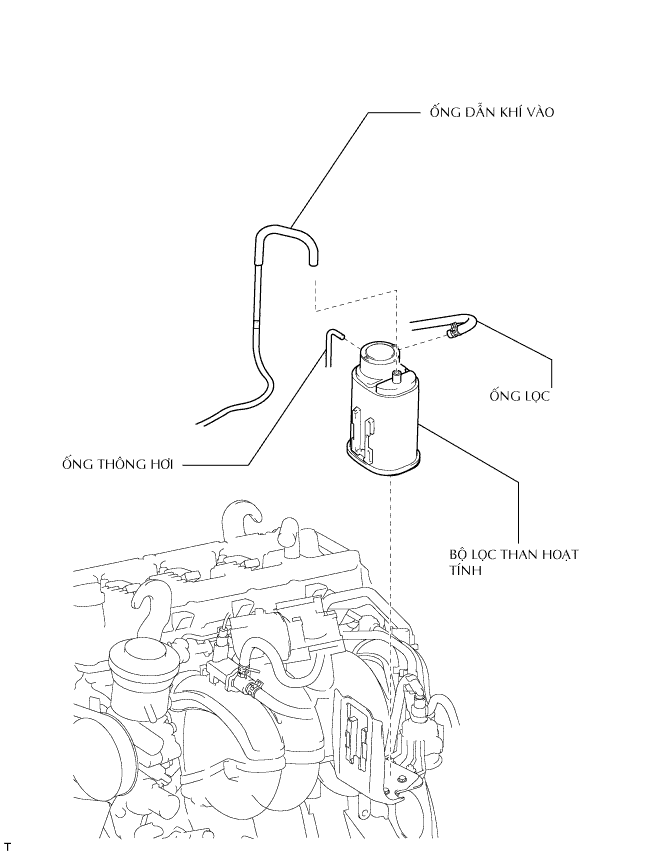 ỐNG DẪN KHÍ VÀO
ỐNG LỌC
ỐNG THÔNG HƠI
BỘ LỌC THAN HOẠT
TÍNH
T